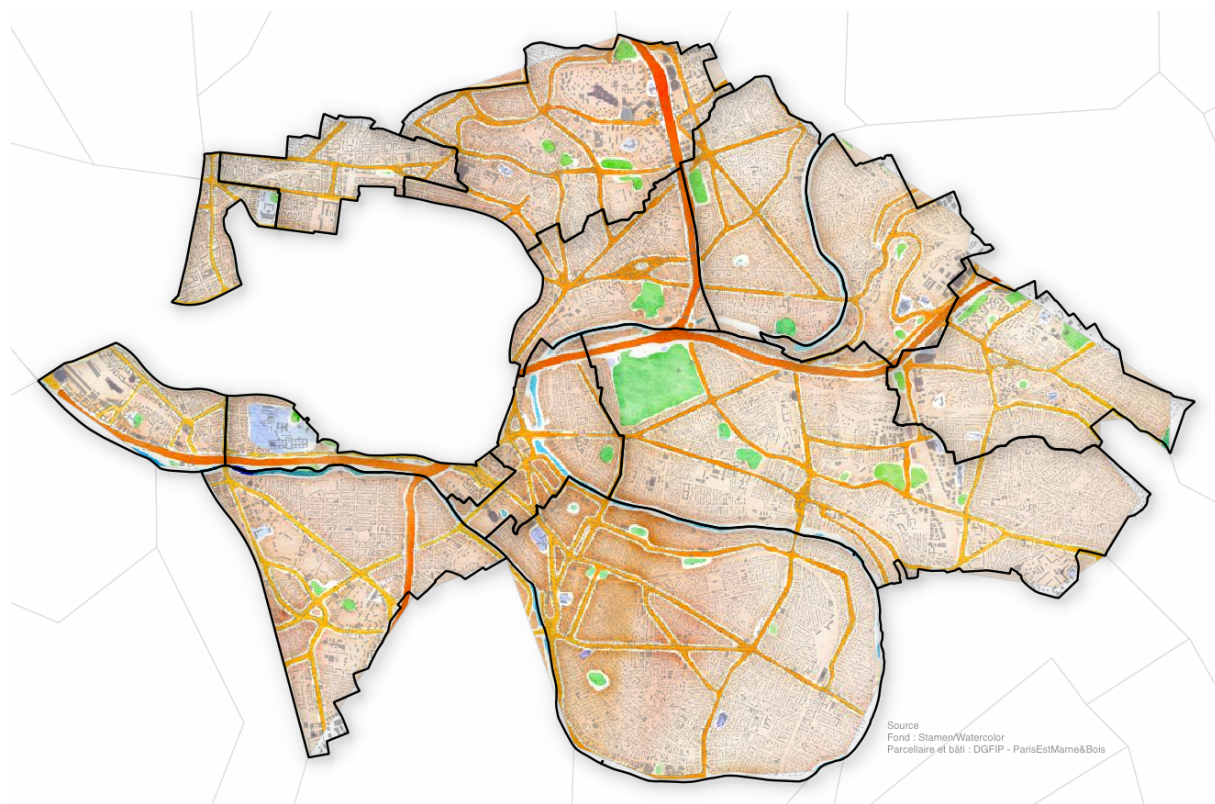 Source
Fond : Stamen/Watercolor
Parcellaire et bâti : DGFIP - ParisEstMarne&Bois